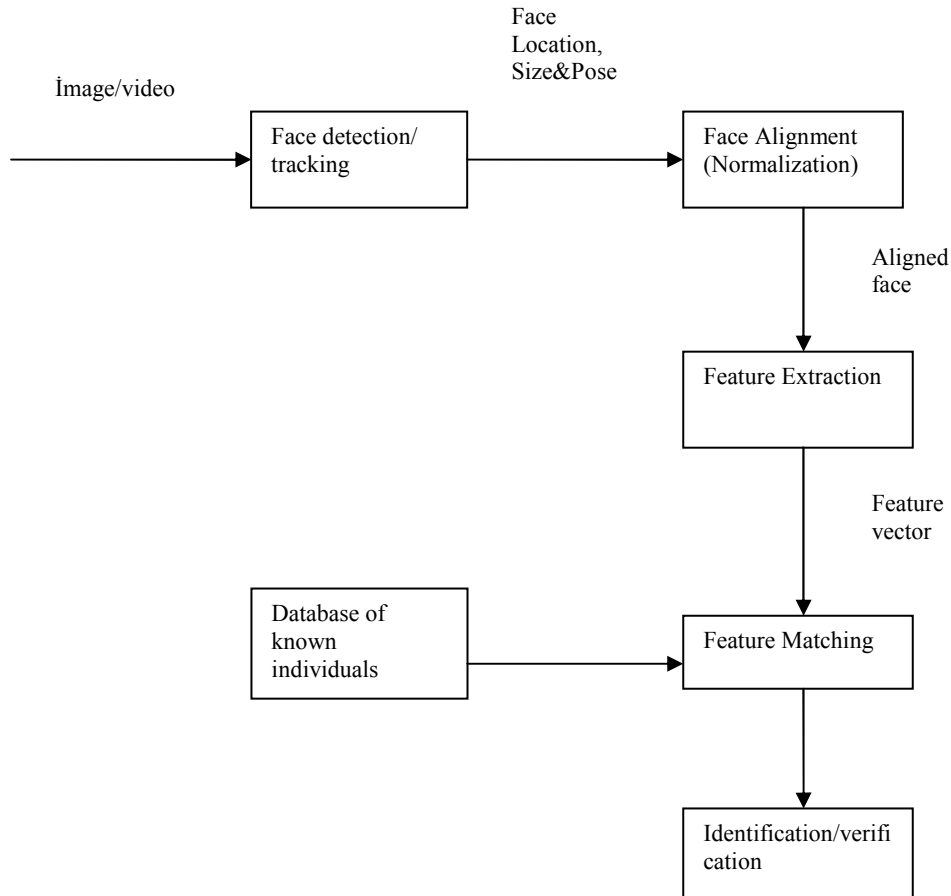 Face
Location,
Size&Pose
İmage/video
Face detection/
tracking
Face Alignment
(Normalization)
Aligned
face
Feature Extraction
Feature
vector
Database of
known
individuals
Feature Matching
Identification/verifi
cation